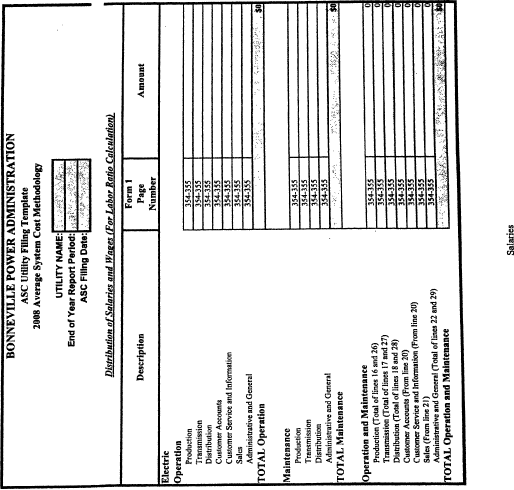 BONNEVILLE POWER ADMINISTRATION
ASC Utility Filing Template
2008 Average System Cost Methodology
UTILITY NAME:
End of Year Report Period:
ASC Filing Date:
Distribution of Salaries and Wages (For Labor Ratio Calculation)
Description Form 1 Page Number Amount
Electric
Operation
Production 354-355
Transmission 354-355
Distribution 354-355
Customer Accounts 354-355
Customer Service and Information 354-355
Sales 354-355
Administrative and General 354-355
TOTAL Operation $0
Maintenance
Production 354-355
Transmission 354-355
Distribution 354-355
Administrative and General 354-355
TOTAL Maintenance $0
Operation and Maintenance
Production (Total of lines 16 and 26) 354-355 0
Transmission (Total of lines 17 and 27) 354-355 0
Distribution (Total of lines 18 and 28) 354-355 0
Customer Accounts (From line 20) 354-355 0
Customer Service and Information (From line 20) 354-355 0
Sales (From line 21) 354-355 0
Administrative and General (Total of lines 22 and 29) 354-355 0
TOTAL Operation and Maintenance $0
Salaries